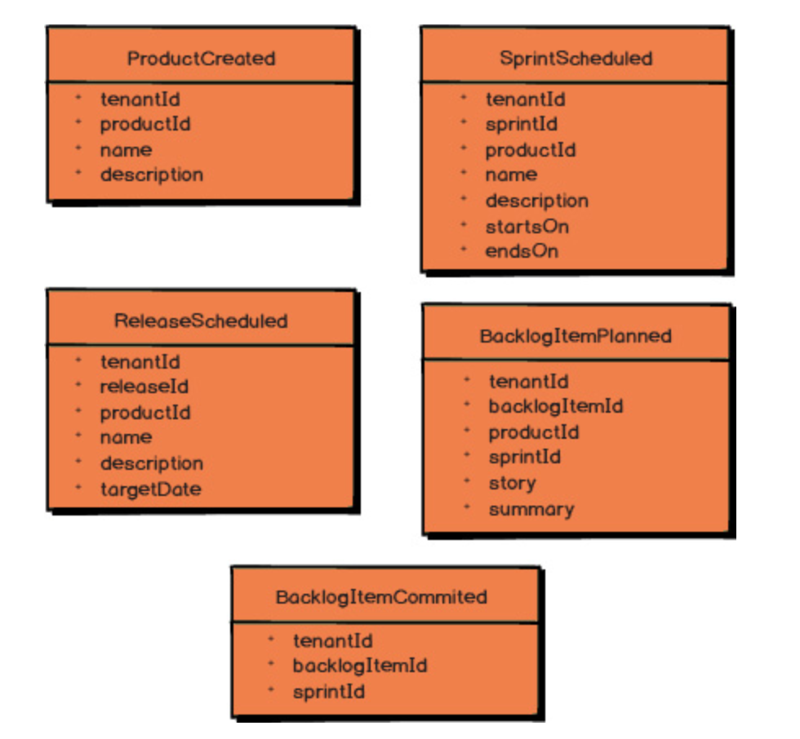 ProductCreated
tenantId
productId
name
description
SprintScheduled
tenantId
sprintId
productId
name
description
startsOn
endsOn
ReleaseScheduled
tenantId
releaseId
productId
name
description
targetDate
BacklogItemPlanned
tenantId
backlogItemId
productId
sprintId
story
summary
BacklogItemCommited
tenantId
backlogItemId
sprintId